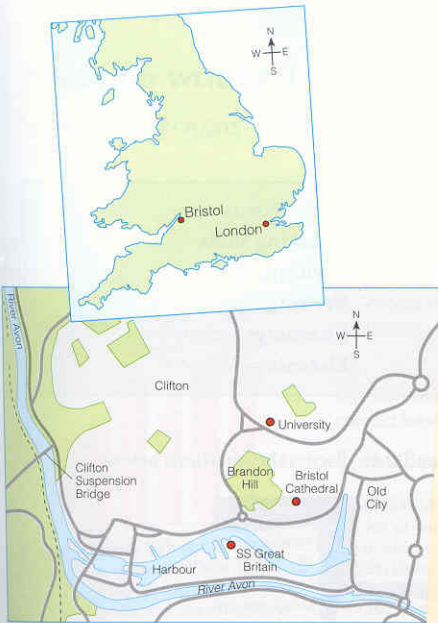 N
W E
S
Bristol
London
River Avon
N
W E
S
Clifton
University
Clifton
Suspension
Bridge
Brandon
Hill
Bristol
Cathedral
Old
City
SS Great
Britain
Harbour
River Avon